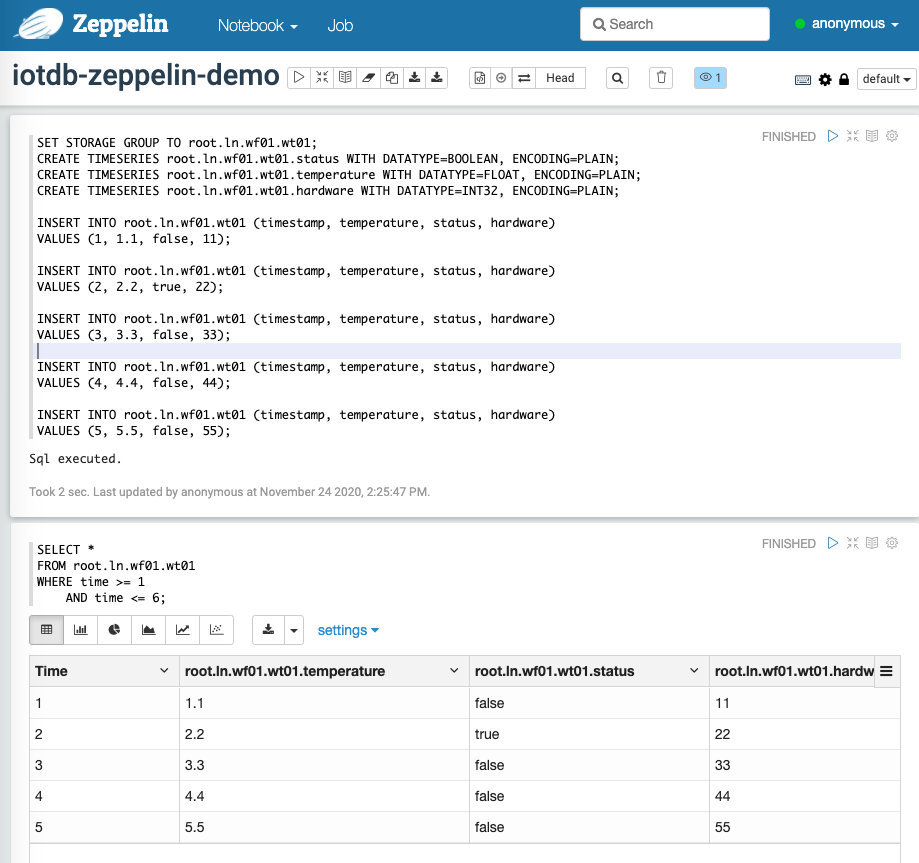 Zeppelin Notebook Job Search anonymous
iotdb-zeppelin-demo Head 1 default
FINISHED
SET STORAGE GROUP TO root.ln.wf01.wt01;
CREATE TIMESERIES root.ln.wf01.wt01.status WITH DATATYPE=BOOLEAN, ENCODING=PLAIN;
CREATE TIMESERIES root.ln.wf01.wt01.temperature WITH DATATYPE=FLOAT, ENCODING=PLAIN;
CREATE TIMESERIES root.ln.wf01.wt01.hardware WITH DATATYPE=INT32, ENCODING=PLAIN;
INSERT INTO root.ln.wf01.wt01 (timestamp, temperature, status, hardware)
VALUES (1, 1.1, false, 11);
INSERT INTO root.ln.wf01.wt01 (timestamp, temperature, status, hardware)
VALUES (2, 2.2, true, 22);
INSERT INTO root.ln.wf01.wt01 (timestamp, temperature, status, hardware)
VALUES (3, 3.3, false, 33);
INSERT INTO root.ln.wf01.wt01 (timestamp, temperature, status, hardware)
VALUES (4, 4.4, false, 44);
INSERT INTO root.ln.wf01.wt01 (timestamp, temperature, status, hardware)
VALUES (5, 5.5, false, 55);
Sql executed.
Took 2 sec. Last updated by anonymous at November 24 2020, 2:25:47 PM.
FINISHED
SELECT *
FROM root.ln.wf01.wt01
WHERE time >= 1
AND time <= 6;
settings
Time root.ln.wf01.wt01.temperature root.ln.wf01.wt01.status root.ln.wf01.wt01.hardw
1 1.1 false 11
2 2.2 true 22
3 3.3 false 33
4 4.4 false 44
5 5.5 false 55